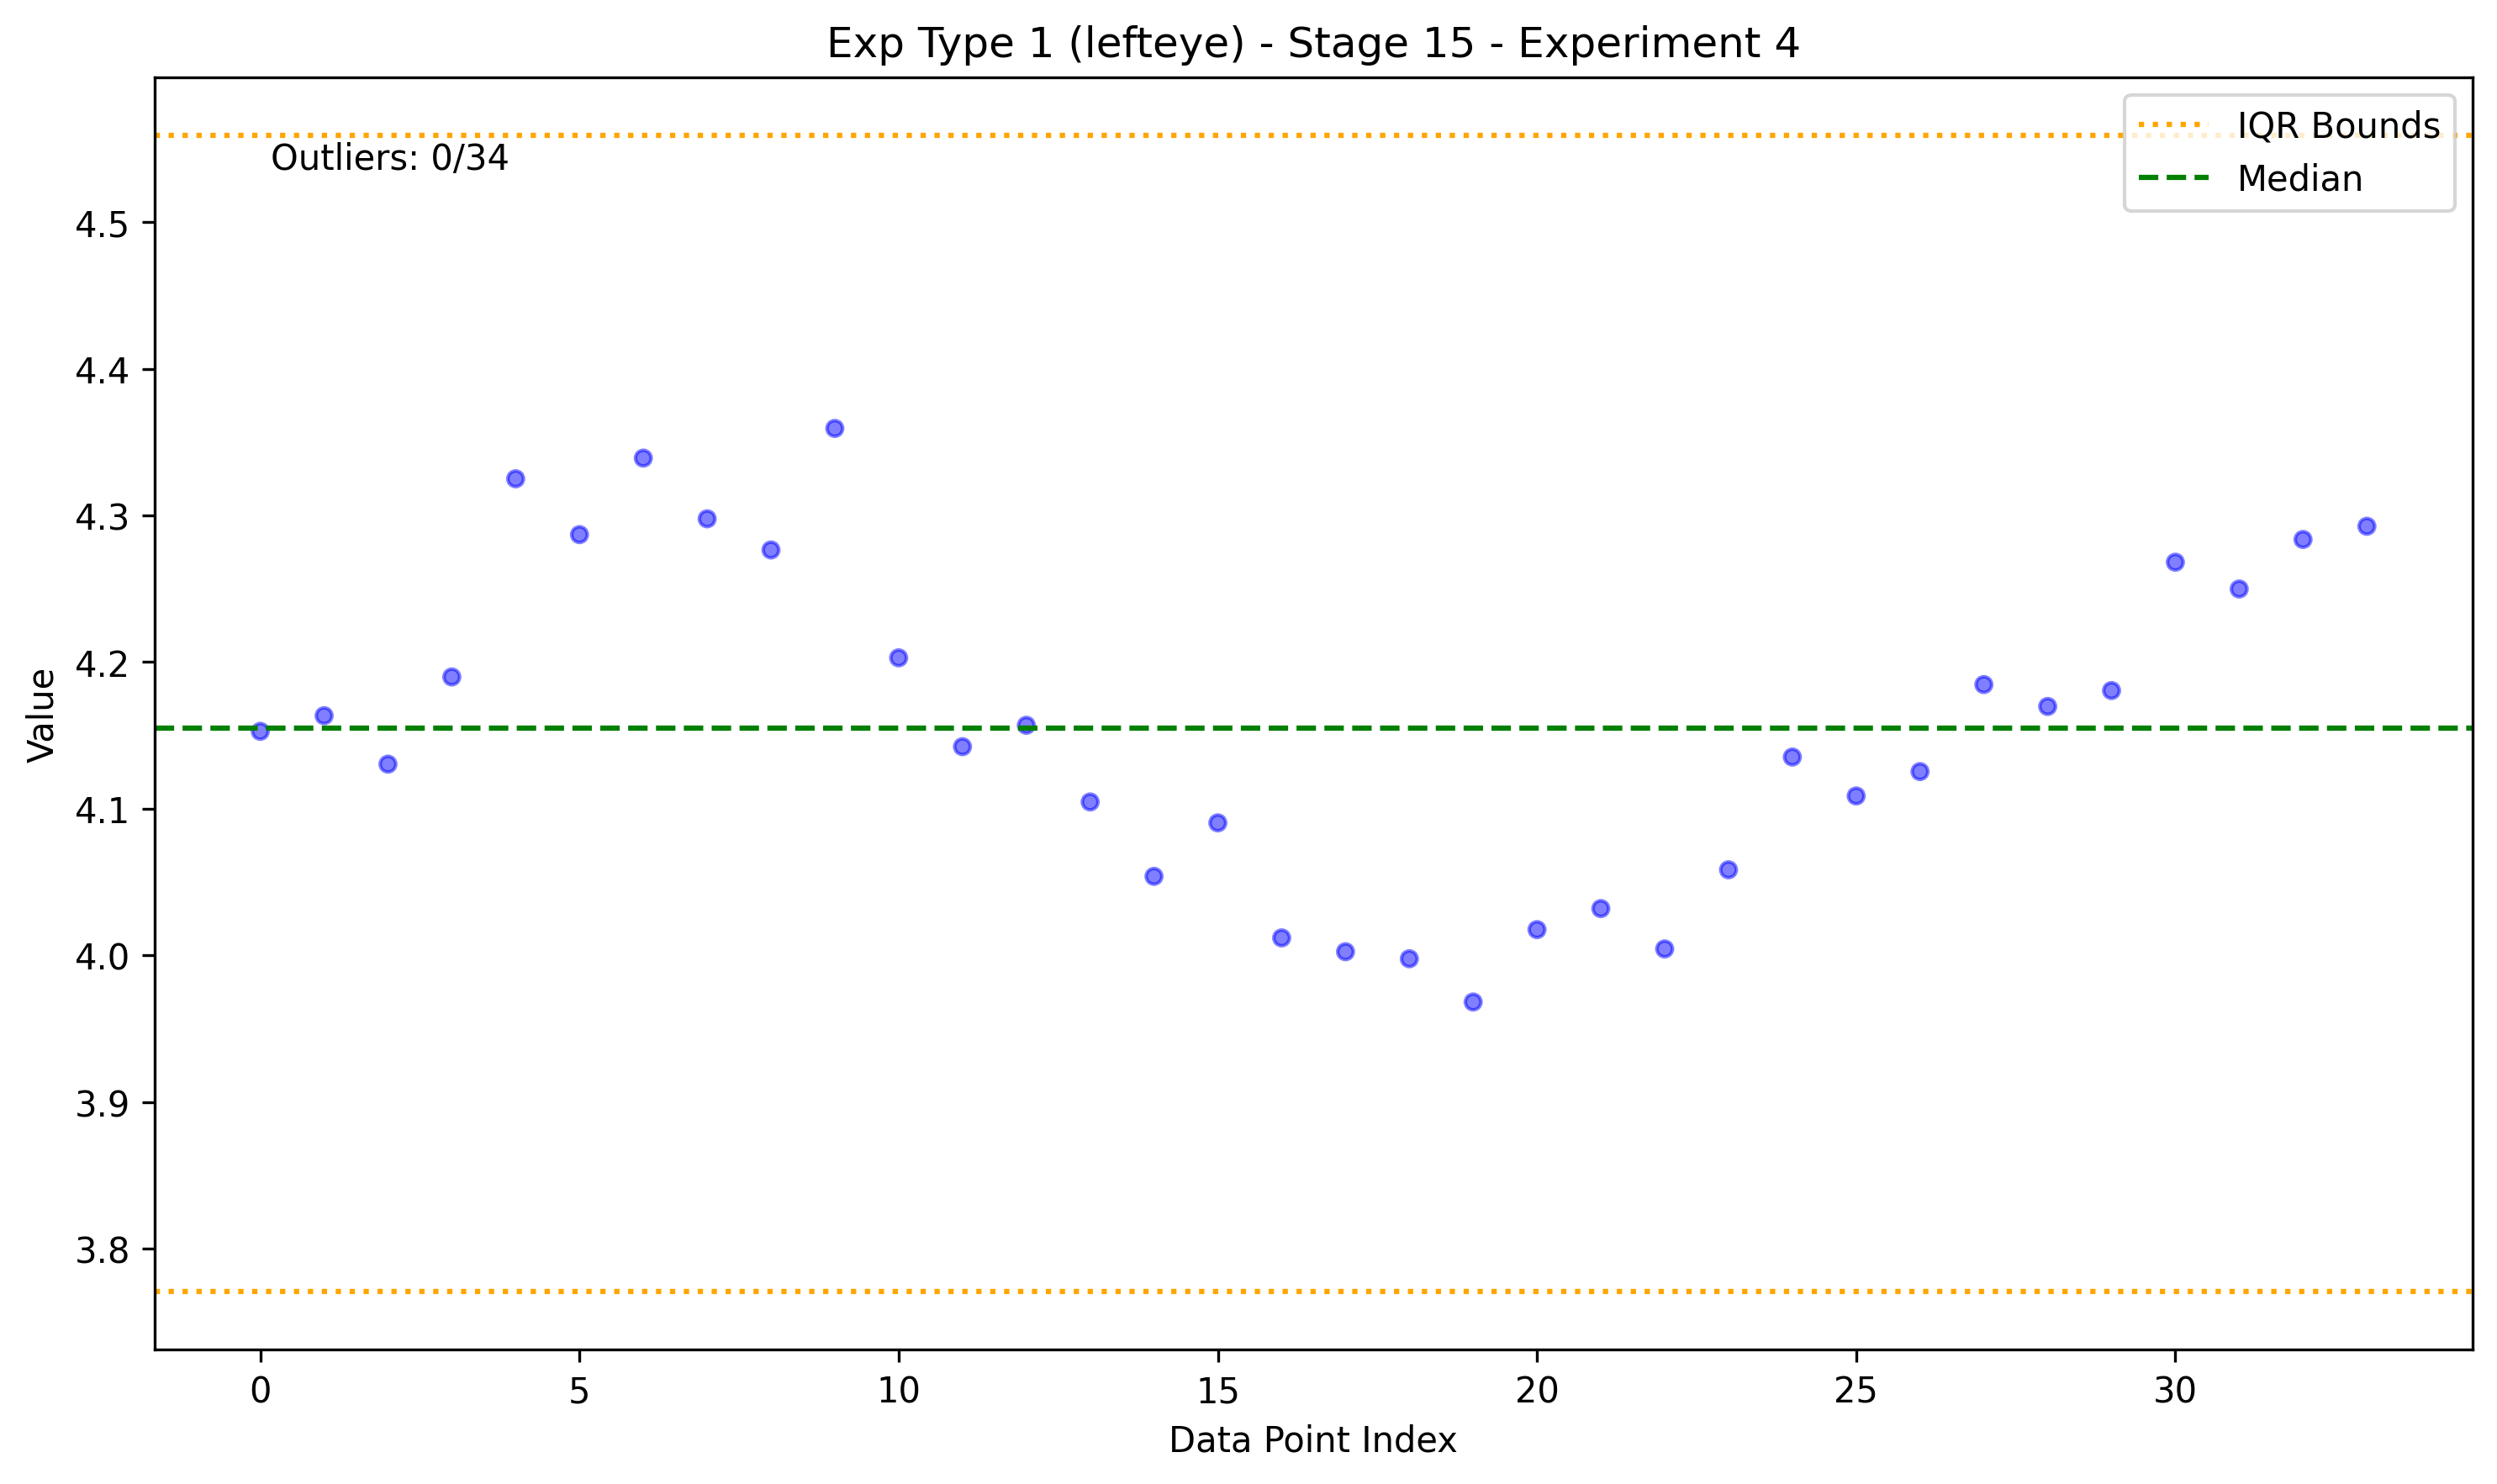 Exp Type 1 (lefteye) - Stage 15 - Experiment 4
IQR Bounds
Median
Outliers: 0/34
4.5
4.4
4.3
4.2
4.1
4.0
3.9
3.8
Value
0 5 10 15 20 25 30
Data Point Index